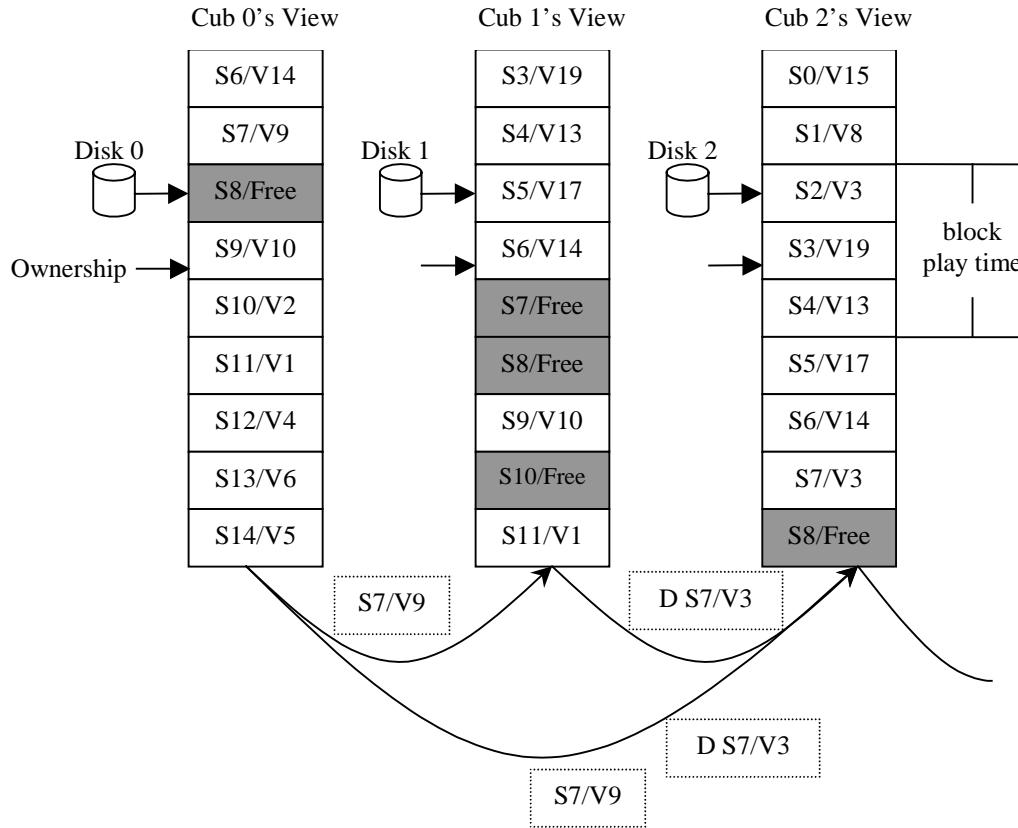 Cub 0's View
Cub 1's View
Cub 2's View
S6/V14
S7/V9
S8/Free
S9/V10
S10/V2
S11/V1
S12/V4
S13/V6
S14/V5
Disk 0
Ownership
S3/V19
S4/V13
S5/V17
S6/V14
S7/Free
S8/Free
S9/V10
S10/Free
S11/V1
Disk 1
S0/V15
S1/V8
S2/V3
S3/V19
S4/V13
S5/V17
S6/V14
S7/V3
S8/Free
Disk 2
block
play time
S7/V9
D S7/V3
D S7/V3
S7/V9